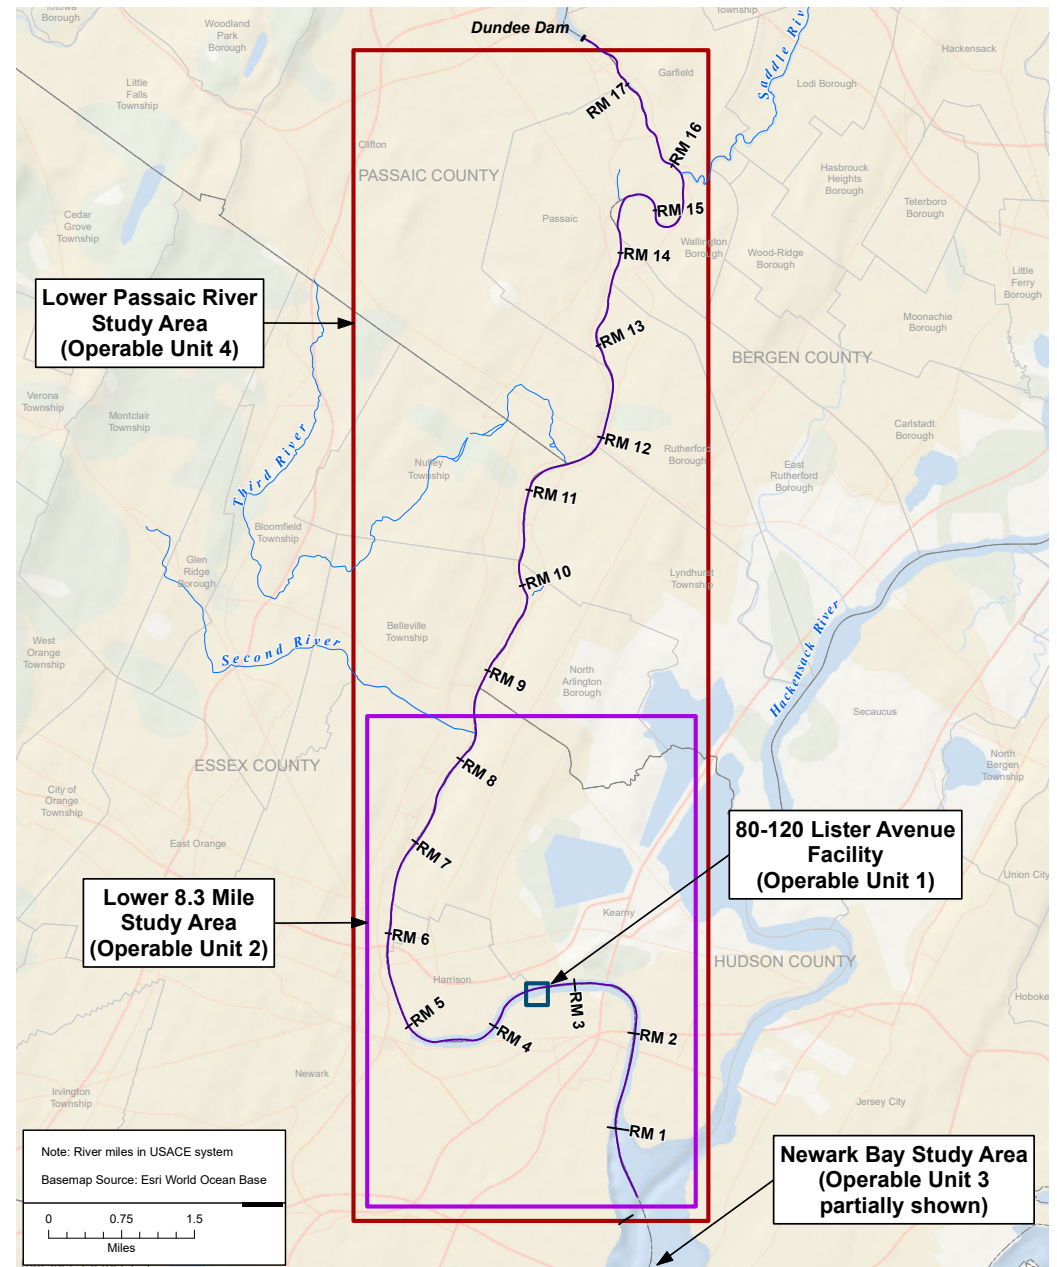 Totowa
Borough
Woodland
Park
Borough
Dundee Dam
Township
Saddle Riv
Hackensack
Little
Falls
Township
Garfield
Lodi Borough
RM 17
RM 16
Clifton
PASSAIC COUNTY
Hasbrouck
Heights
Borough
Teterboro
Borough
Cedar
Grove
Township
Passaic
RM 15
Wallington
Borough
Wood-Ridge
Borough
RM 14
Little
Ferry
Borough
Lower Passaic River
Study Area
(Operable Unit 4)
Moonachie
Borough
RM 13
BERGEN COUNTY
Verona
Township
Montclair
Township
Carlstadt
Borough
Third River
RM 12
Rutherford
Borough
Nutley
Township
East
Rutherford
Borough
RM 11
Bloomfield
Township
Glen
Ridge
Borough
RM 10
Lyndhurst
Township
Hackensack River
West
Orange
Township
Second River
Belleville
Township
North
Arlington
Borough
RM 9
Secaucus
ESSEX COUNTY
RM 8
North
Bergen
Township
City of
Orange
Township
East Orange
RM 7
80-120 Lister Avenue
Facility
(Operable Unit 1)
Union City
Lower 8.3 Mile
Study Area
(Operable Unit 2)
Kearny
RM 6
HUDSON COUNTY
Harrison
RM 5
RM 4
RM 3
RM 2
Hoboke
Newark
Irvington
Township
Jersey City
RM 1
Note: River miles in USACE system
Basemap Source: Esri World Ocean Base
0 0.75 1.5
Miles
Newark Bay Study Area
(Operable Unit 3
partially shown)